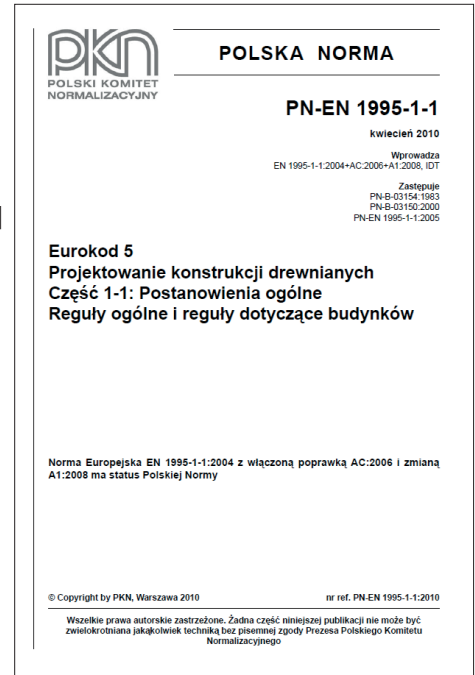 pkn
POLSKI KOMITET
NORMALIZACYJNY
POLSKA NORMA
PN-EN 1995-1-1
kwiecień 2010
Wprowadza
EN 1995-1-1:2004+AC:2006+A1:2008, IDT
Zastępuje
PN-B-03154:1983
PN-B-03150:2000
PN-EN 1995-1-1:2005
Eurokod 5
Projektowanie konstrukcji drewnianych
Część 1-1: Postanowienia ogólne
Reguły ogólne i reguły dotyczące budynków
Norma Europejska EN 1995-1-1:2004 z włączoną poprawką AC:2006 i zmianą
A1:2008 ma status Polskiej Normy
© Copyright by PKN, Warszawa 2010
nr ref. PN-EN 1995-1-1:2010
Wszelkie prawa autorskie zastrzeżone. Żadna część niniejszej publikacji nie może być
zwielokrotniana jakąkolwiek techniką bez pisemnej zgody Prezesa Polskiego Komitetu
Normalizacyjnego